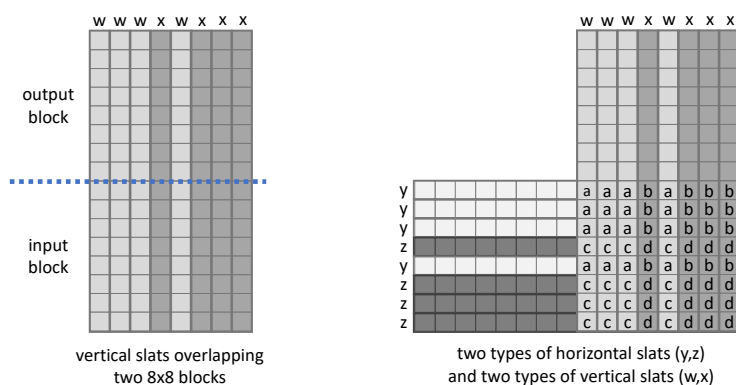 w w w x w x x x
output
block
input
block
vertical slats overlapping
two 8x8 blocks
w w w x w x x x
y a a a b a b b b
y a a a b a b b b
y a a a b a b b b
z c c c d c d d d
y a a a b a b b b
z c c c d c d d d
z c c c d c d d d
z c c c d c d d d
two types of horizontal slats (y,z)
and two types of vertical slats (w,x)